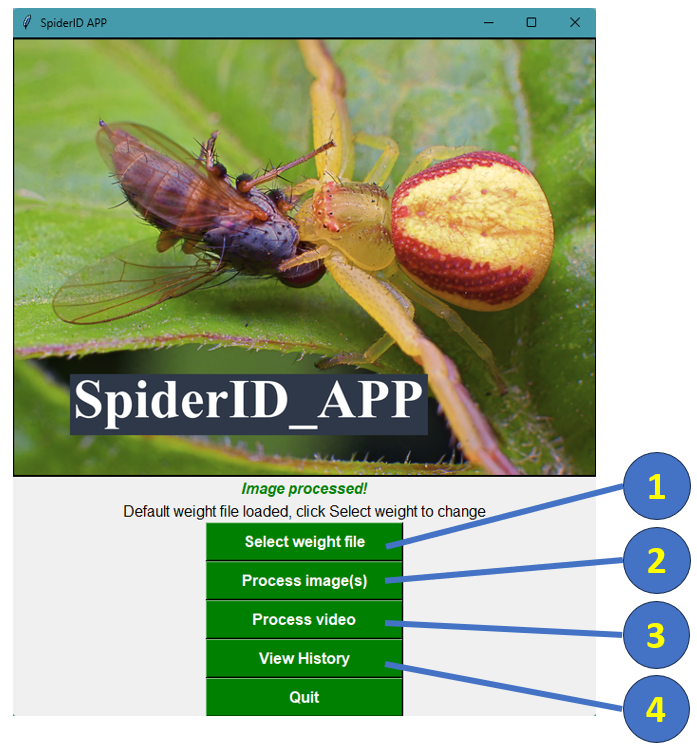 SpiderID APP
SpiderID_APP
Image processed!
Default weight file loaded, click Select weight to change
Select weight file
Process image(s)
Process video
View History
Quit
1
2
3
4